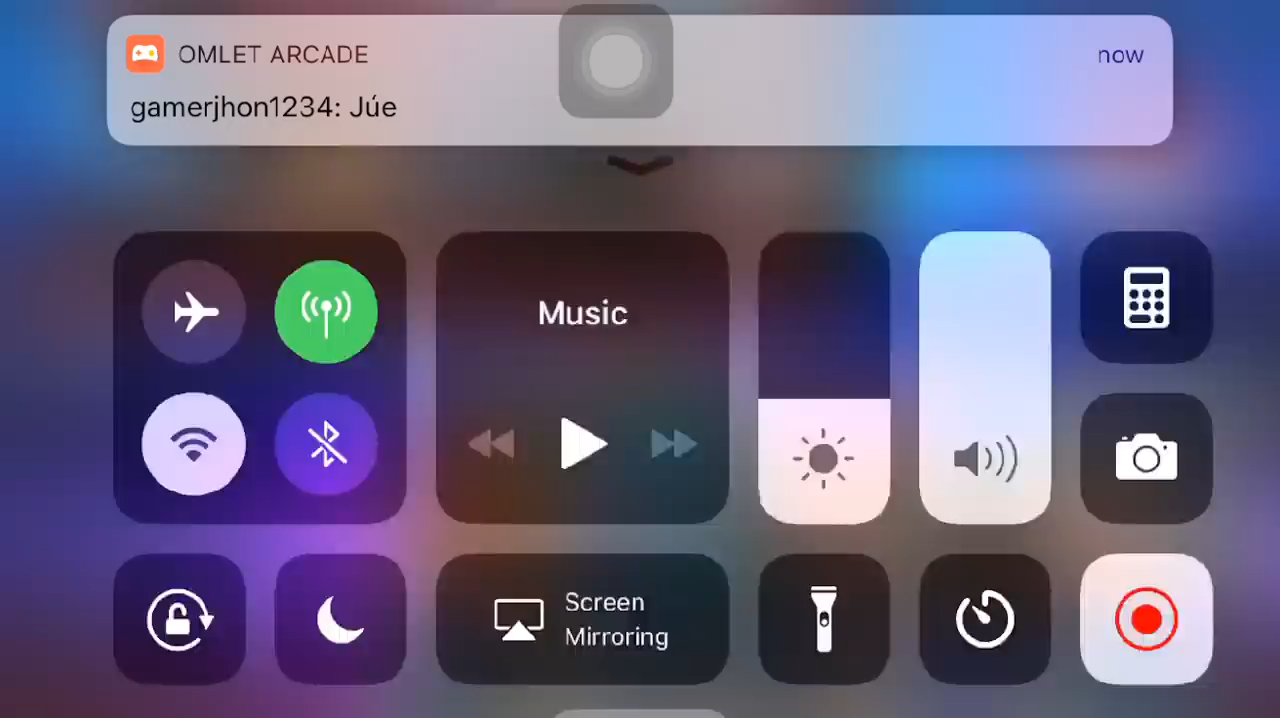 OMLET ARCADE
now
gamerjhon1234: Júe
Music
Screen
Mirroring